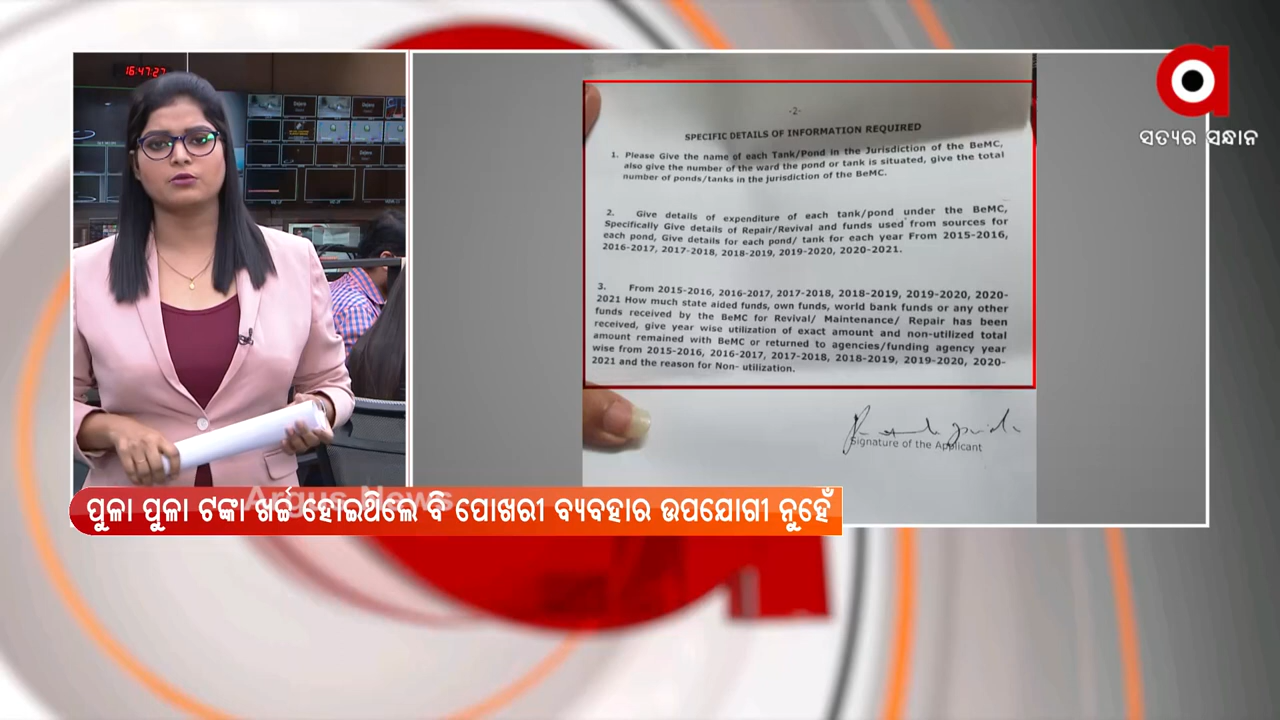 16:47:27
ସତ୍ୟର ସନ୍ଧାନ
-2-
SPECIFIC DETAILS OF INFORMATION REQUIRED
1. Please Give the name of each Tank/Pond in the Jurisdiction of the BeMC,
also give the number of the ward the pond or tank is situated, give the total
number of ponds/tanks in the jurisdiction of the BeMC.
2. Give details of expenditure of each tank/pond under the BeMC,
Specifically Give details of Repair/Revival and funds used from sources for
each pond, Give details for each pond/ tank for each year From 2015-2016,
2016-2017, 2017-2018, 2018-2019, 2019-2020, 2020-2021.
3. From 2015-2016, 2016-2017, 2017-2018, 2018-2019, 2019-2020, 2020-
2021 How much state aided funds, own funds, world bank funds or any other
funds received by the BeMC for Revival/ Maintenance/ Repair has been
received, give year wise utilization of exact amount and non-utilized total
amount remained with BeMC or returned to agencies/funding agency year
wise from 2015-2016, 2016-2017, 2017-2018, 2018-2019, 2019-2020, 2020-
2021 and the reason for Non- utilization.
Signature of the Applicant
Argus News
ପୁଳା ପୁଳା ଟଙ୍କା ଖର୍ଚ୍ଚ ହୋଇଥିଲେ ବି ପୋଖରୀ ବ୍ୟବହାର ଉପଯୋଗୀ ନୁହେଁ